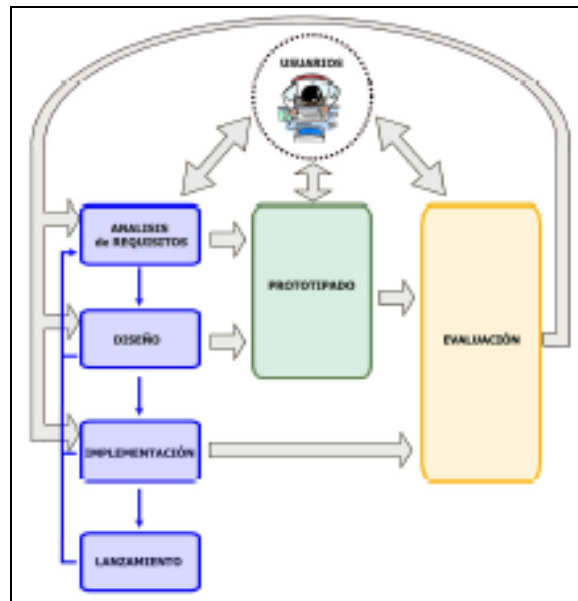 USUARIOS
ANALISIS
de REQUISITOS
PROTOTIPADO
DISEÑO
EVALUACIÓN
IMPLEMENTACIÓN
LANZAMIENTO